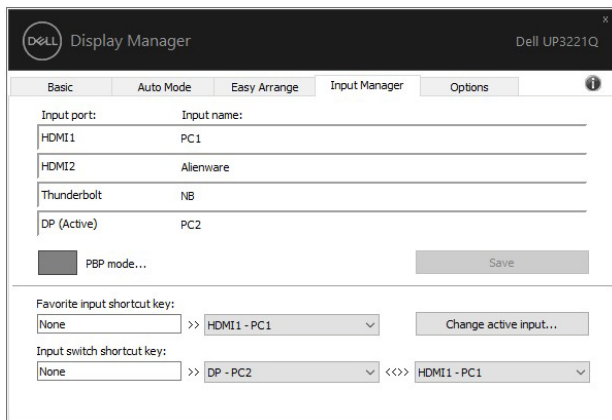 DELL Display Manager Dell UP3221Q
Basic Auto Mode Easy Arrange Input Manager Options
Input port: Input name:
HDMI1 PC1
HDMI2 Alienware
Thunderbolt NB
DP (Active) PC2
PBP mode... Save
Favorite input shortcut key:
None >> HDMI1 - PC1 Change active input...
Input switch shortcut key:
None >> DP - PC2 <<>> HDMI1 - PC1